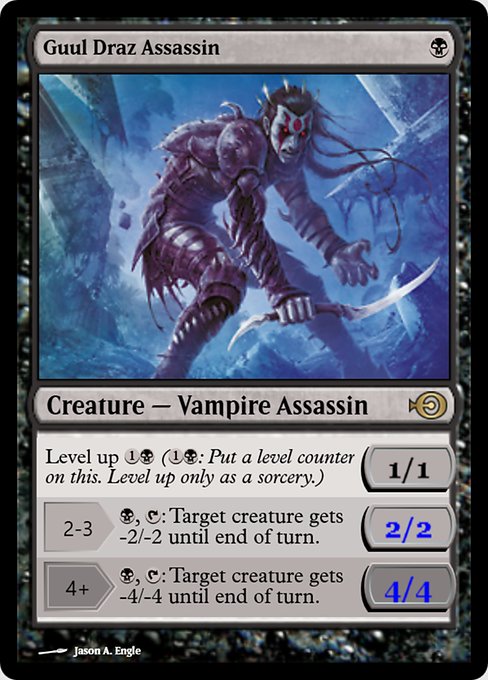 Guul Draz Assassin
Creature — Vampire Assassin
Level up 1B (1B: Put a level counter
on this. Level up only as a sorcery.)
1/1
2-3
B, T: Target creature gets
-2/-2 until end of turn.
2/2
4+
B, T: Target creature gets
-4/-4 until end of turn.
4/4
Jason A. Engle